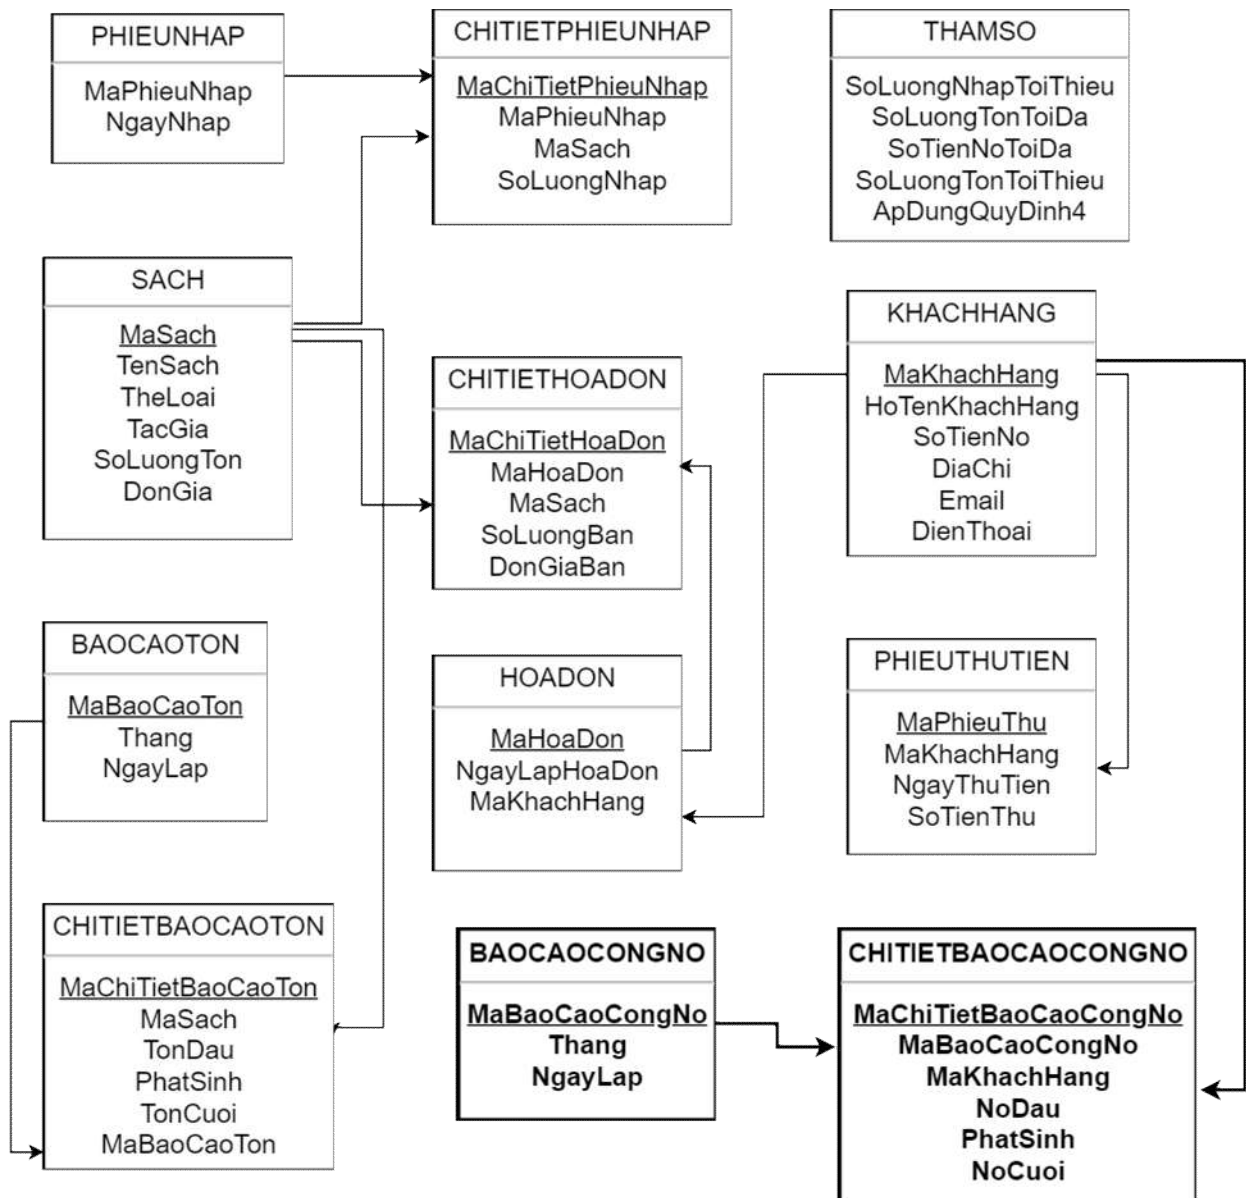 PHIEUNHAP
MaPhieuNhap
NgayNhap
CHITIETPHIEUNHAP
MaChiTietPhieuNhap
MaPhieuNhap
MaSach
SoLuongNhap
THAMSO
SoLuongNhapToiThieu
SoLuongTonToiDa
SoTienNoToiDa
SoLuongTonToiThieu
ApDungQuyDinh4
SACH
MaSach
TenSach
TheLoai
TacGia
SoLuongTon
DonGia
CHITIETHOADON
MaChiTietHoaDon
MaHoaDon
MaSach
SoLuongBan
DonGiaBan
KHACHHANG
MaKhachHang
HoTenKhachHang
SoTienNo
DiaChi
Email
DienThoai
BAOCAOTON
MaBaoCaoTon
Thang
NgayLap
HOADON
MaHoaDon
NgayLapHoaDon
MaKhachHang
PHIEUTHUTIEN
MaPhieuThu
MaKhachHang
NgayThuTien
SoTienThu
CHITIETBAOCAOTON
MaChiTietBaoCaoTon
MaSach
TonDau
PhatSinh
TonCuoi
MaBaoCaoTon
BAOCAOCONGNO
MaBaoCaoCongNo
Thang
NgayLap
CHITIETBAOCAOCONGNO
MaChiTietBaoCaoCongNo
MaBaoCaoCongNo
MaKhachHang
NoDau
PhatSinh
NoCuoi